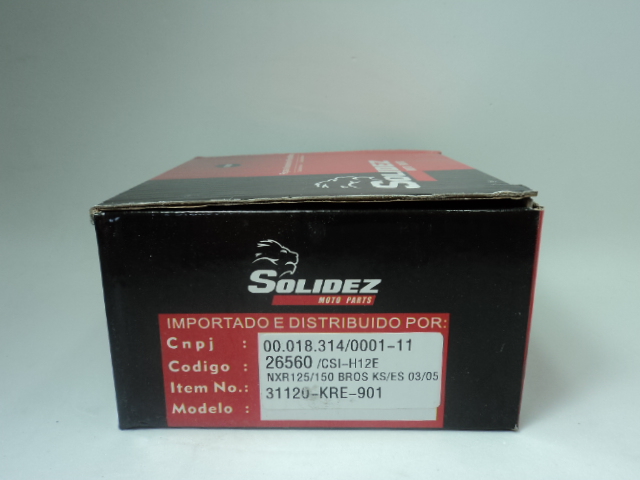 SOLIDEZ
SOLIDEZ
MOTO PARTS
IMPORTADO E DISTRIBUIDO POR:
Cnpj : 00.018.314/0001-11
Codigo : 26560 /CSI-H12E
NXR125/150 BROS KS/ES 03/05
Item No.: 31120-KRE-901
Modelo :